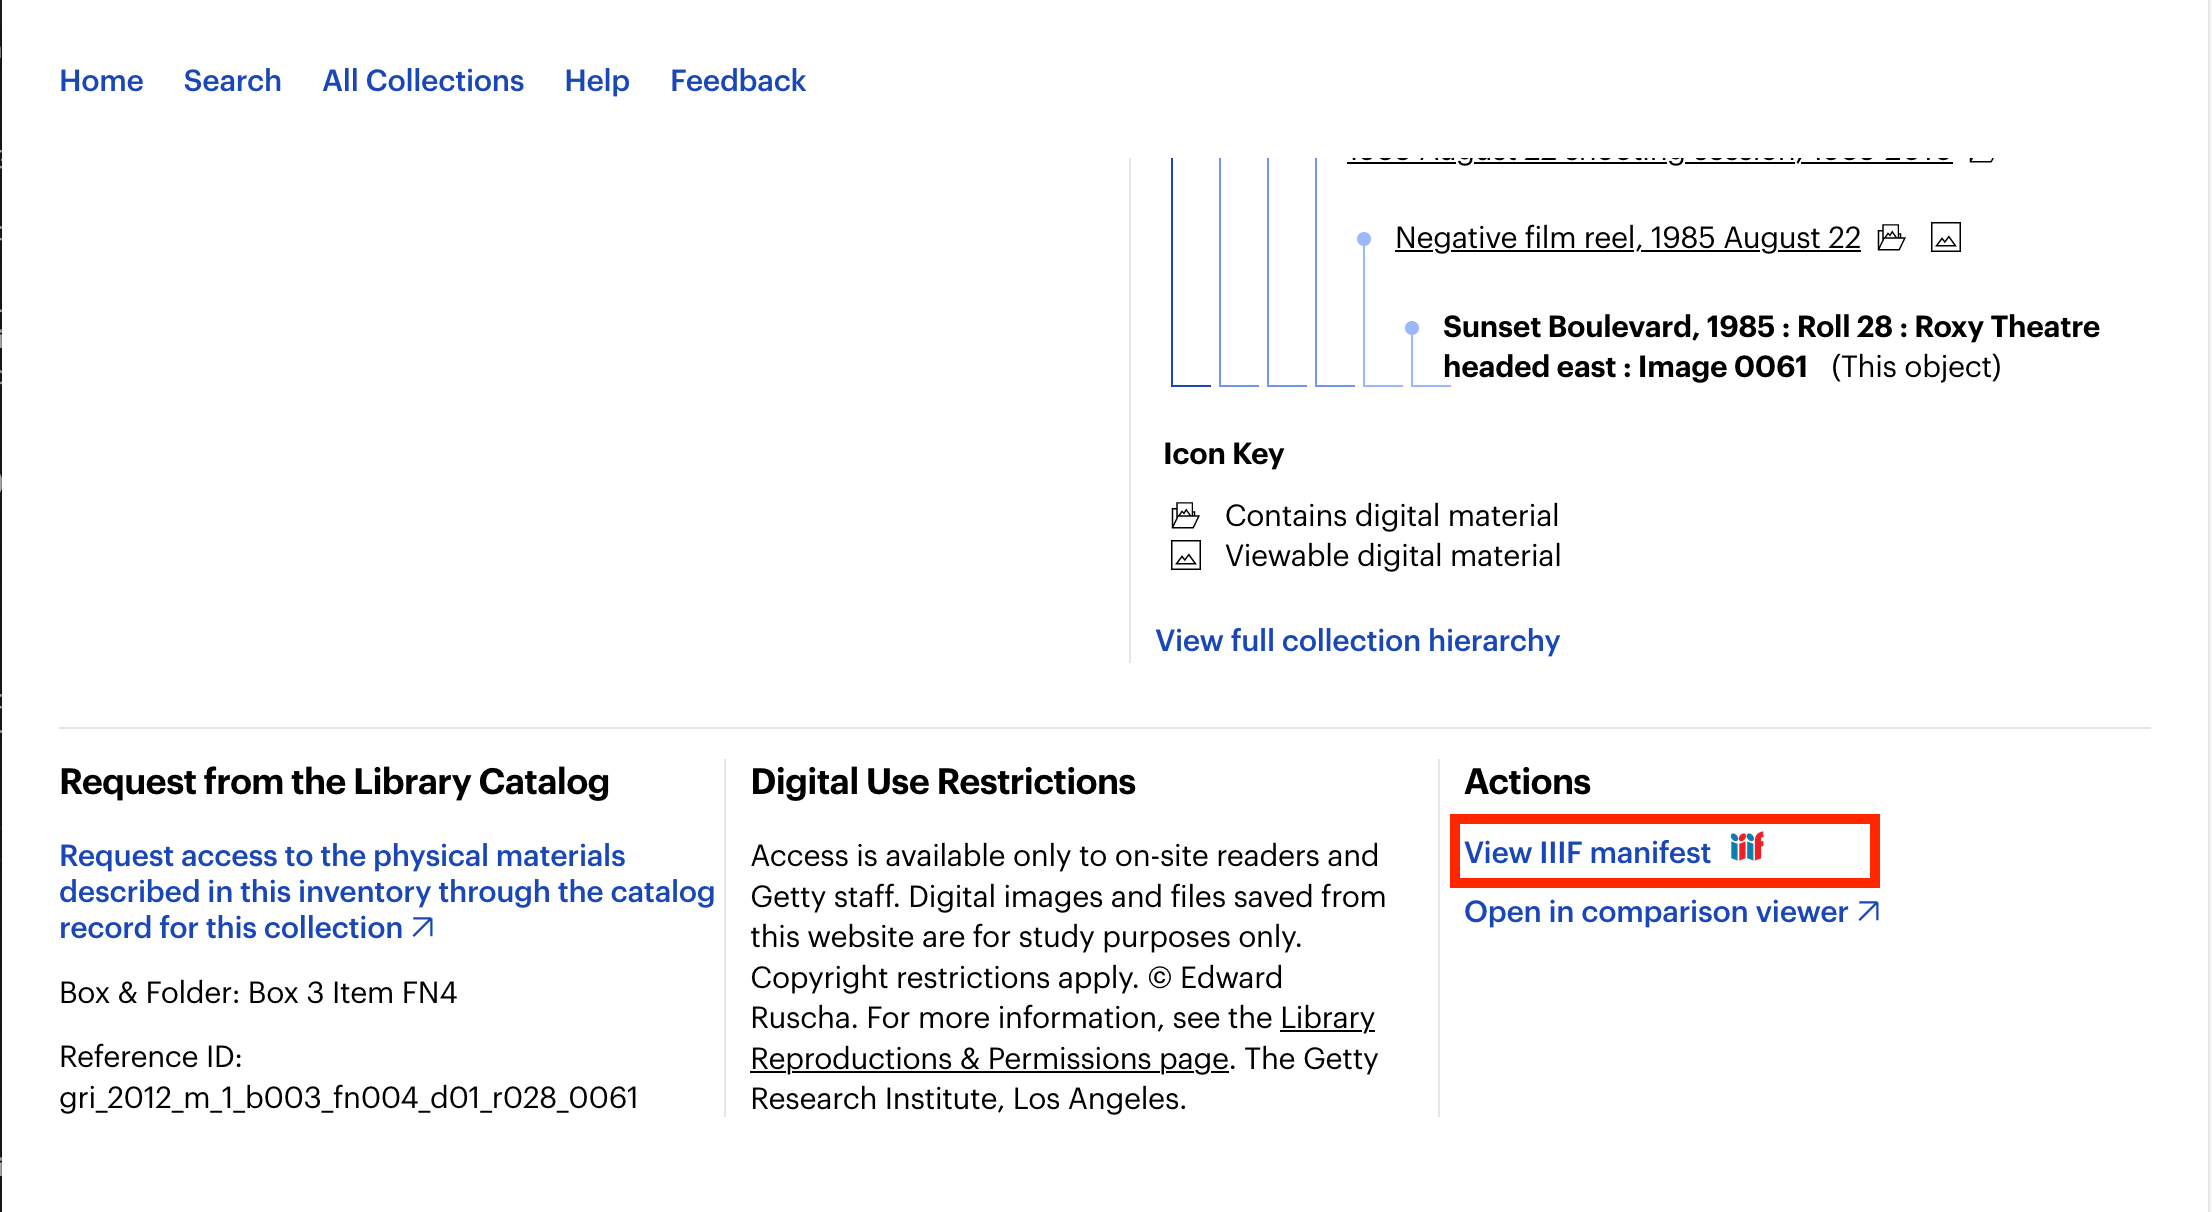 Home Search All Collections Help Feedback
Negative film reel, 1985 August 22
Sunset Boulevard, 1985 : Roll 28 : Roxy Theatre
headed east : Image 0061 (This object)
Icon Key
Contains digital material
Viewable digital material
View full collection hierarchy
Request from the Library Catalog
Request access to the physical materials
described in this inventory through the catalog
record for this collection
Box & Folder: Box 3 Item FN4
Reference ID:
gri_2012_m_1_b003_fn004_d01_r028_0061
Digital Use Restrictions
Access is available only to on-site readers and
Getty staff. Digital images and files saved from
this website are for study purposes only.
Copyright restrictions apply. © Edward
Ruscha. For more information, see the Library
Reproductions & Permissions page. The Getty
Research Institute, Los Angeles.
Actions
View IIIF manifest iiif
Open in comparison viewer